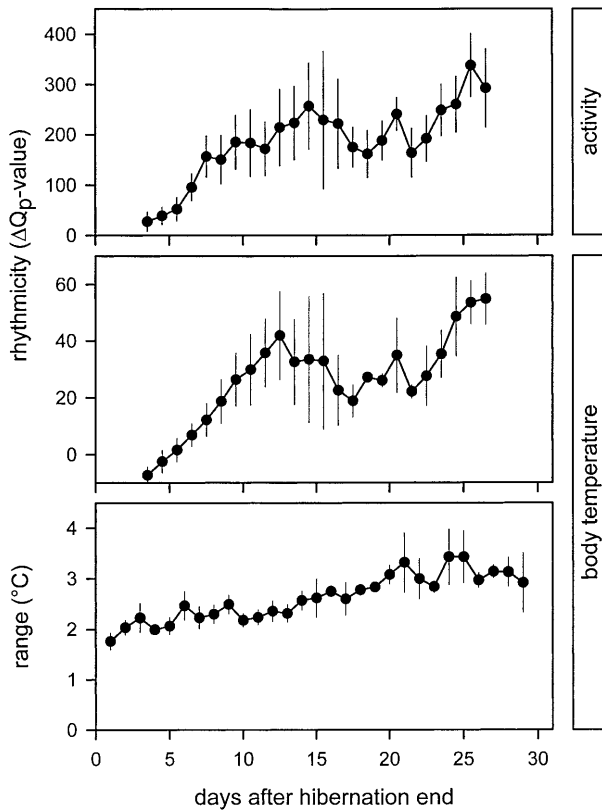 450
400
300
200
100
0
activity
rhythmicity (ΔQp-value)
60
40
20
0
body temperature
range (°C)
4
3
2
1
0
0 5 10 15 20 25 30
days after hibernation end